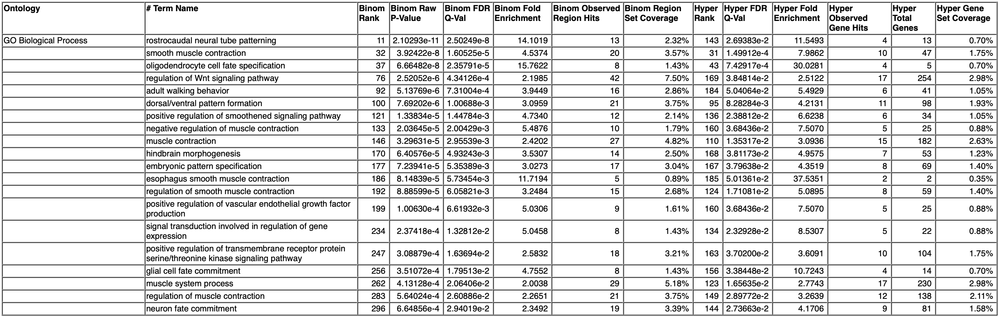 Ontology # Term Name Binom Rank Binom Raw P-Value Binom FDR Q-Val Binom Fold Enrichment Binom Observed Region Hits Binom Region Set Coverage Hyper Rank Hyper FDR Q-Val Hyper Fold Enrichment Hyper Observed Gene Hits Hyper Total Genes Hyper Gene Set Coverage
GO Biological Process rostrocaudal neural tube patterning 11 2.10293e-11 2.50249e-8 14.1019 13 2.32% 143 2.69383e-2 11.5493 4 13 0.70%
smooth muscle contraction 32 3.92422e-8 1.60525e-5 4.5374 20 3.57% 31 1.49912e-4 7.9862 10 47 1.75%
oligodendrocyte cell fate specification 37 6.66482e-8 2.35791e-5 15.7622 8 1.43% 43 7.42917e-4 30.0281 4 5 0.70%
regulation of Wnt signaling pathway 76 2.52052e-6 4.34126e-4 2.1985 42 7.50% 169 3.84814e-2 2.5122 17 254 2.98%
adult walking behavior 92 5.13769e-6 7.31004e-4 3.9449 16 2.86% 184 5.04064e-2 5.4929 6 41 1.05%
dorsal/ventral pattern formation 100 7.69202e-6 1.00688e-3 3.0959 21 3.75% 95 8.28284e-3 4.2131 11 98 1.93%
positive regulation of smoothened signaling pathway 121 1.33834e-5 1.44784e-3 4.7340 12 2.14% 136 2.38812e-2 6.6238 6 34 1.05%
negative regulation of muscle contraction 133 2.03645e-5 2.00429e-3 5.4876 10 1.79% 160 3.68436e-2 7.5070 5 25 0.88%
muscle contraction 146 3.29631e-5 2.95539e-3 2.4202 27 4.82% 110 1.35317e-2 3.0936 15 182 2.63%
hindbrain morphogenesis 170 6.40576e-5 4.93243e-3 3.5307 14 2.50% 168 3.81173e-2 4.9575 7 53 1.23%
embryonic pattern specification 177 7.23941e-5 5.35389e-3 3.0273 17 3.04% 167 3.79638e-2 4.3519 8 69 1.40%
esophagus smooth muscle contraction 186 8.14839e-5 5.73454e-3 11.7194 5 0.89% 185 5.01361e-2 37.5351 2 2 0.35%
regulation of smooth muscle contraction 192 8.88599e-5 6.05821e-3 3.2484 15 2.68% 124 1.71081e-2 5.0895 8 59 1.40%
positive regulation of vascular endothelial growth factor
production 199 1.00630e-4 6.61932e-3 5.0306 9 1.61% 160 3.68436e-2 7.5070 5 25 0.88%
signal transduction involved in regulation of gene
expression 234 2.37418e-4 1.32812e-2 5.0458 8 1.43% 134 2.32928e-2 8.5307 5 22 0.88%
positive regulation of transmembrane receptor protein
serine/threonine kinase signaling pathway 247 3.08879e-4 1.63694e-2 2.5832 18 3.21% 163 3.70200e-2 3.6091 10 104 1.75%
glial cell fate commitment 256 3.51072e-4 1.79513e-2 4.7552 8 1.43% 156 3.38448e-2 10.7243 4 14 0.70%
muscle system process 262 4.13128e-4 2.06406e-2 2.0038 29 5.18% 123 1.65635e-2 2.7743 17 230 2.98%
regulation of muscle contraction 283 5.64024e-4 2.60886e-2 2.2651 21 3.75% 149 2.89772e-2 3.2639 12 138 2.11%
neuron fate commitment 296 6.64856e-4 2.94019e-2 2.3492 19 3.39% 144 2.73663e-2 4.1706 9 81 1.58%